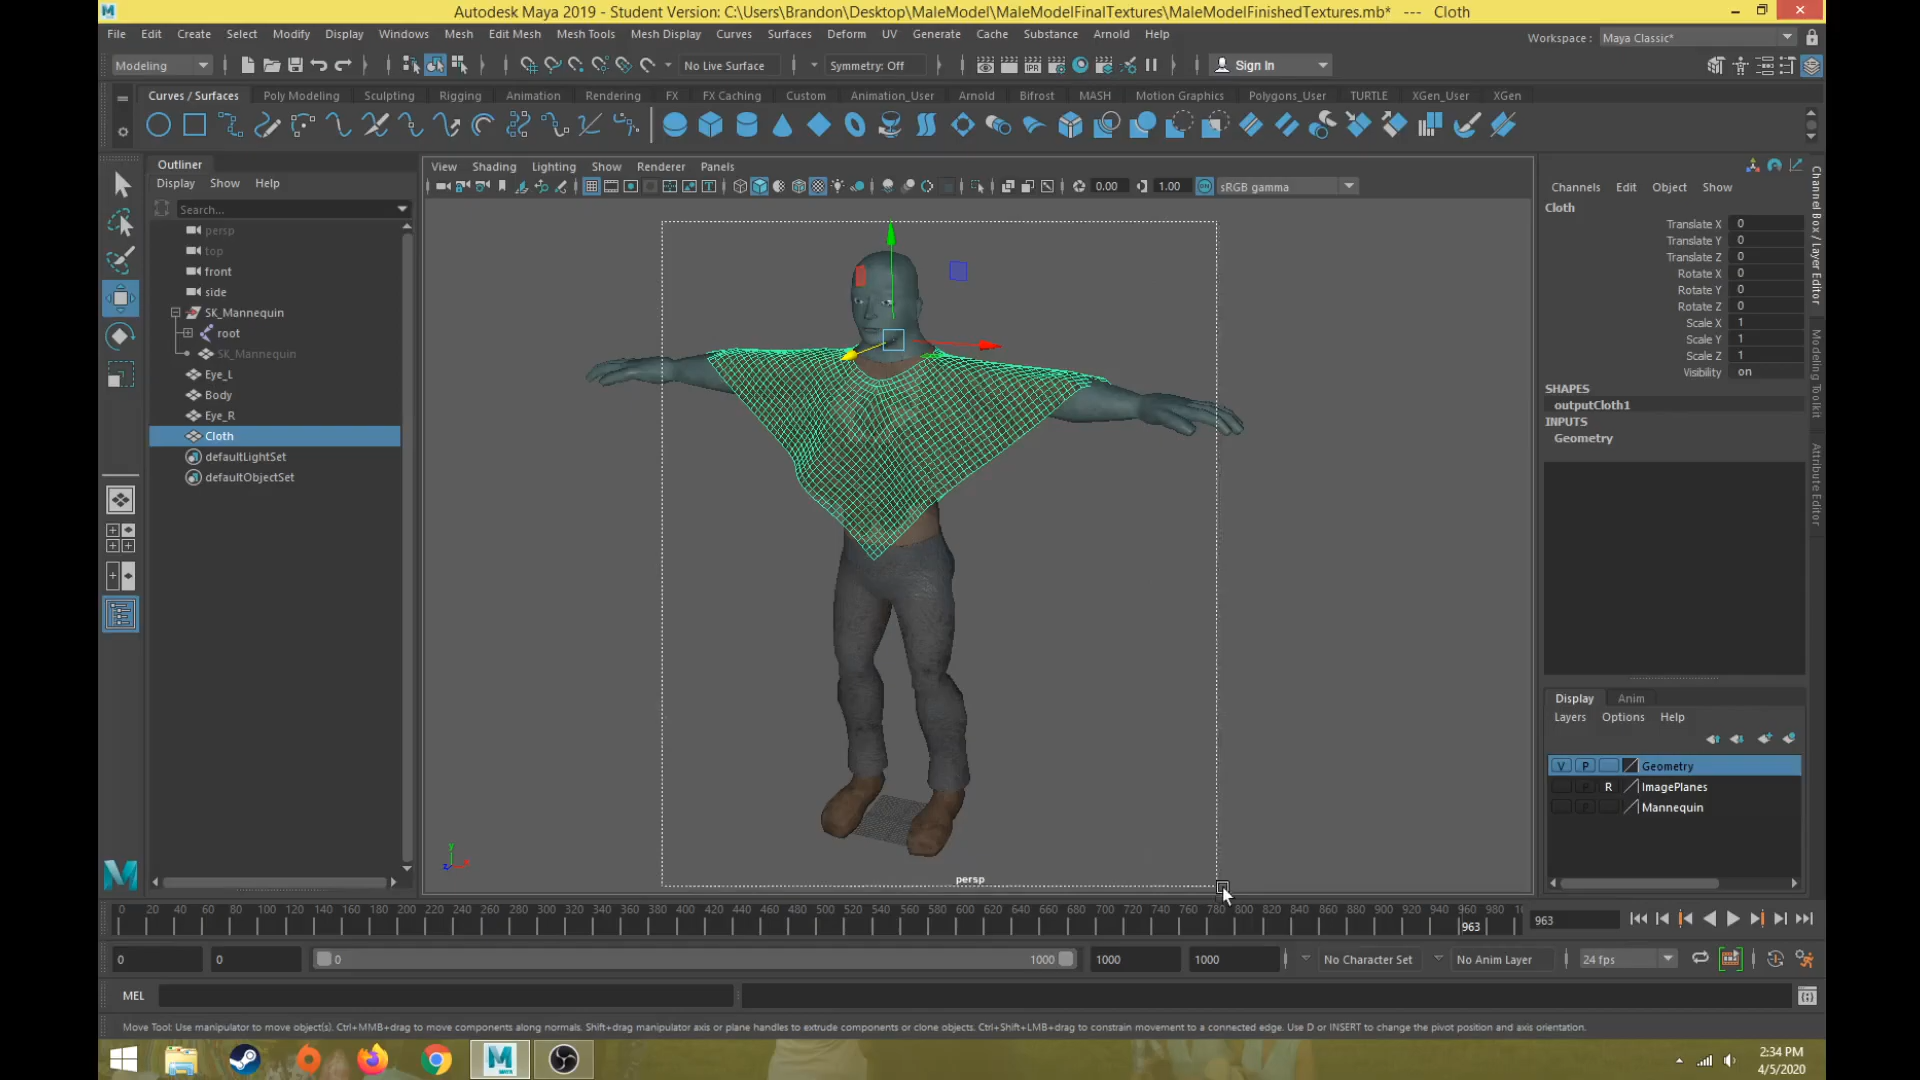 Autodesk Maya 2019 - Student Version: C:\Users\Brandon\Desktop\MaleModel\MaleModelFinalTextures\MaleModelFinishedTextures.mb* --- Cloth
File Edit Create Select Modify Display Windows Mesh Edit Mesh Mesh Tools Mesh Display Curves Surfaces Deform UV Generate Cache Substance Arnold Help
Workspace : Maya Classic*
Modeling No Live Surface Symmetry: Off Sign In
Curves / Surfaces Poly Modeling Sculpting Rigging Animation Rendering FX FX Caching Custom Animation_User Arnold Bifrost MASH Motion Graphics Polygons_User TURTLE XGen_User XGen
Outliner
Display Show Help
Search...
persp
top
front
side
SK_Mannequin
root
SK_Mannequin
Eye_L
Body
Eye_R
Cloth
defaultLightSet
defaultObjectSet
View Shading Lighting Show Renderer Panels
0.00 1.00 sRGB gamma
persp
Channels Edit Object Show
Cloth
Translate X 0
Translate Y 0
Translate Z 0
Rotate X 0
Rotate Y 0
Rotate Z 0
Scale X 1
Scale Y 1
Scale Z 1
Visibility on
SHAPES
outputCloth1
INPUTS
Geometry
Channel Box / Layer Editor
Modeling Toolkit
Attribute Editor
Display Anim
Layers Options Help
V P Geometry
R ImagePlanes
Mannequin
0 20 40 60 80 100 120 140 160 180 200 220 240 260 280 300 320 340 360 380 400 420 440 460 480 500 520 540 560 580 600 620 640 660 680 700 720 740 760 780 800 820 840 860 880 900 920 940 960 980
963
963
0 0 0 1000 1000 1000 No Character Set No Anim Layer 24 fps
MEL
Move Tool: Use manipulator to move object(s). Ctrl+MMB+drag to move components along normals. Shift+drag manipulator axis or plane handles to extrude components or clone objects. Ctrl+Shift+LMB+drag to constrain movement to a connected edge. Use D or INSERT to change the pivot position and axis orientation.
2:34 PM
4/5/2020